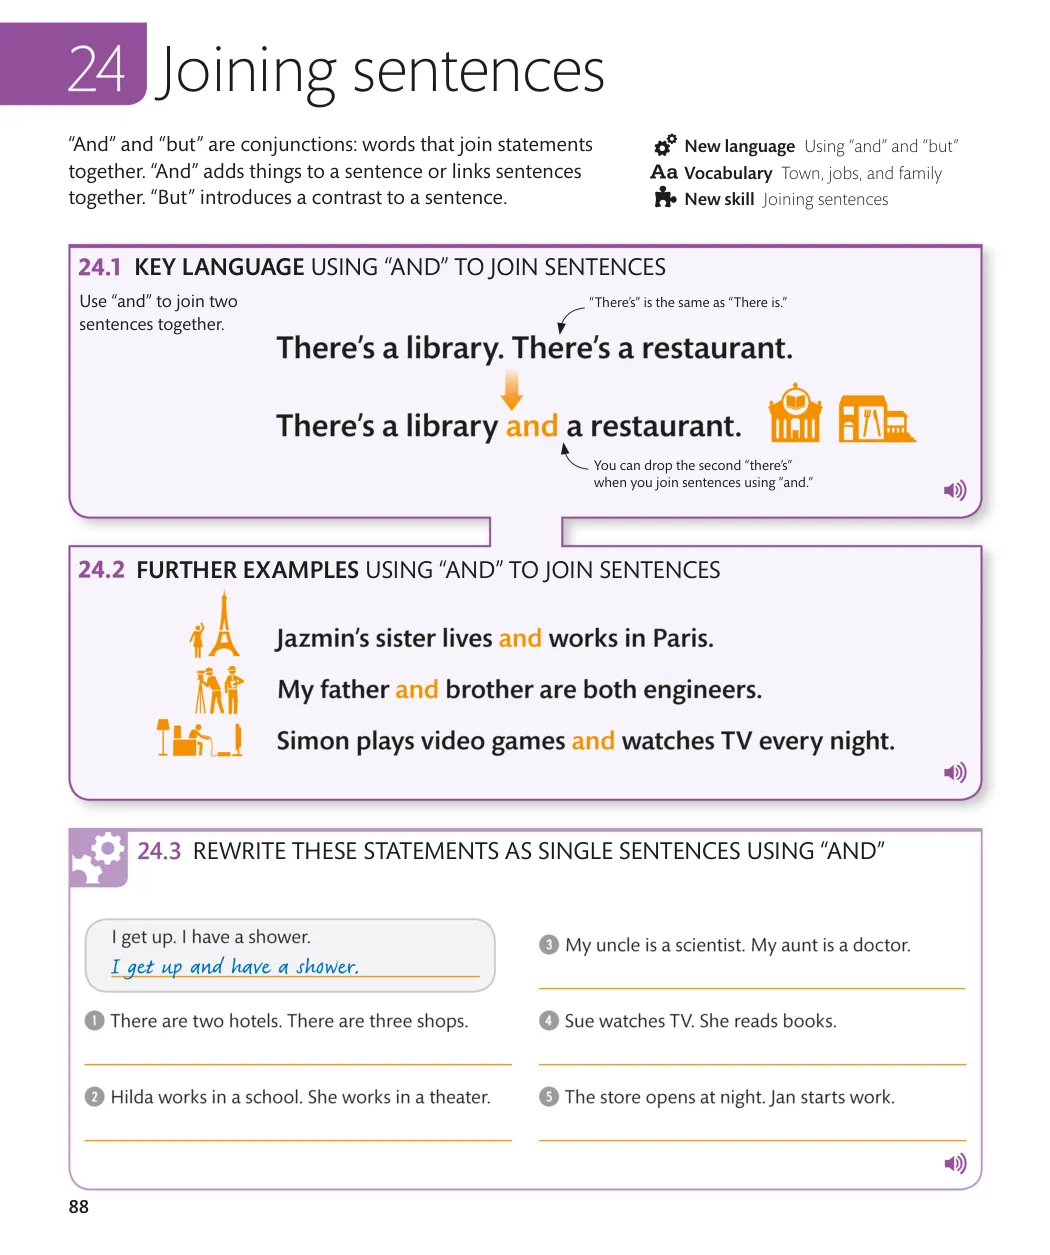 24 Joining sentences
“And” and “but” are conjunctions: words that join statements
together. “And” adds things to a sentence or links sentences
together. “But” introduces a contrast to a sentence.
New language Using “and” and “but”
Aa Vocabulary Town, jobs, and family
New skill Joining sentences
24.1 KEY LANGUAGE USING “AND” TO JOIN SENTENCES
Use “and” to join two
sentences together.
“There’s” is the same as “There is.”
There’s a library. There’s a restaurant.
There’s a library and a restaurant.
You can drop the second “there’s”
when you join sentences using “and.”
24.2 FURTHER EXAMPLES USING “AND” TO JOIN SENTENCES
Jazmin’s sister lives and works in Paris.
My father and brother are both engineers.
Simon plays video games and watches TV every night.
24.3 REWRITE THESE STATEMENTS AS SINGLE SENTENCES USING “AND”
I get up. I have a shower.
I get up and have a shower.
1 There are two hotels. There are three shops.
2 Hilda works in a school. She works in a theater.
3 My uncle is a scientist. My aunt is a doctor.
4 Sue watches TV. She reads books.
5 The store opens at night. Jan starts work.
88